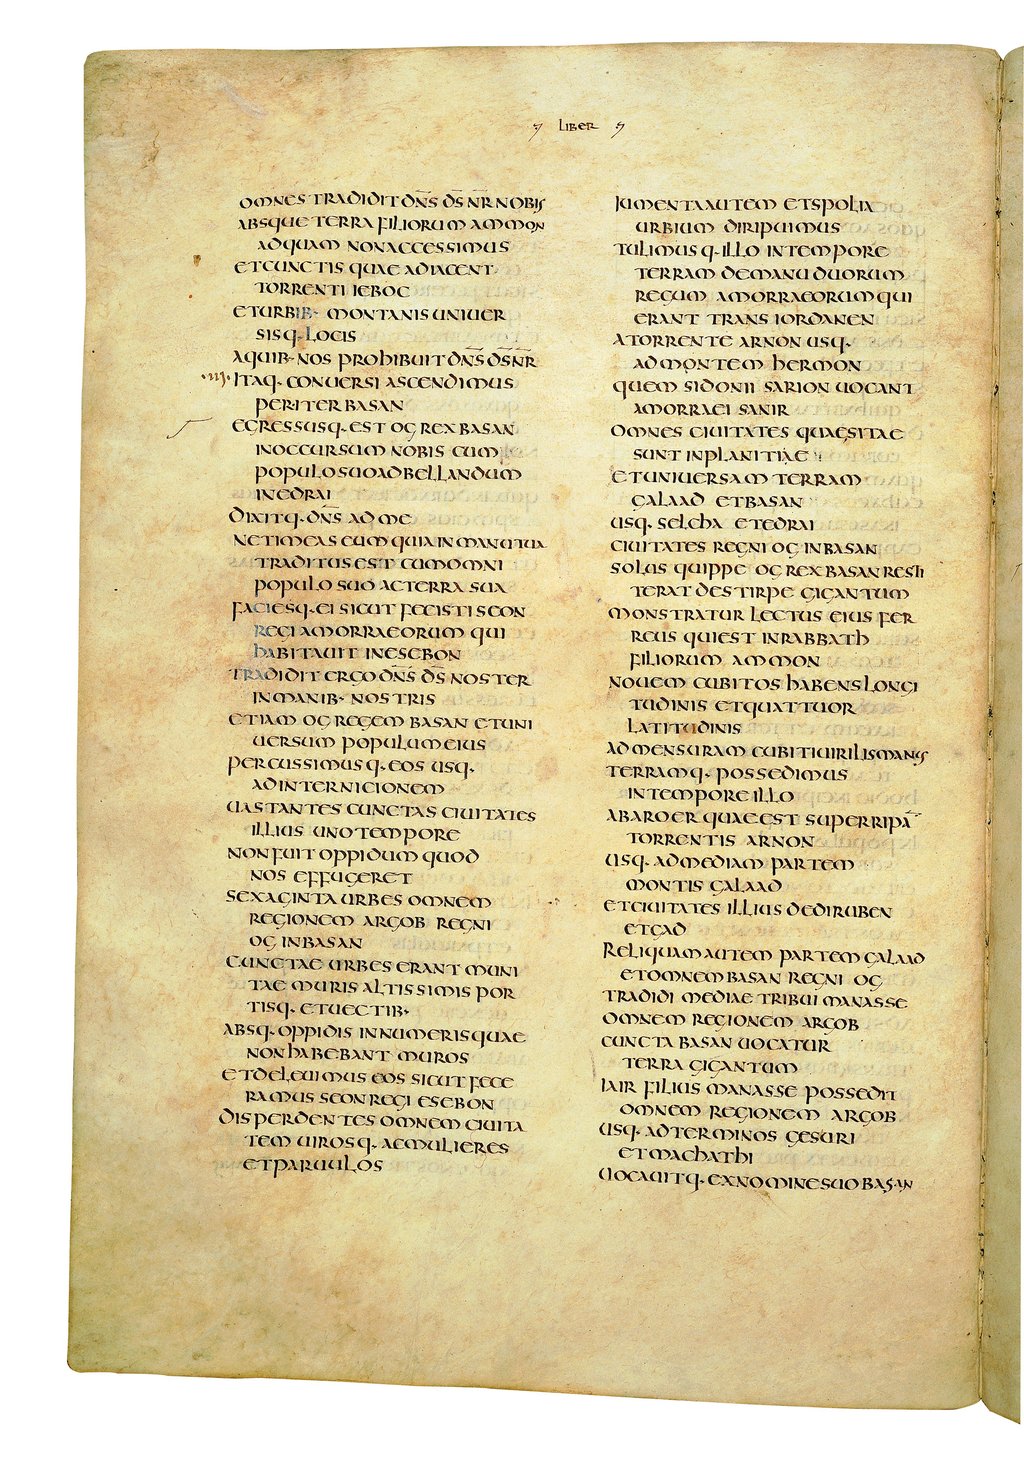 LIBER
OMNES TRADIDIT DN̄S D̄S N̄R NOBIS
ABSQUE TERRA FILIORUM AMMON
AD QUAM NON ACCESSIMUS
ET CUNCTIS QUAE ADIACENT
TORRENTI IEBOC
ET URBIB· MONTANIS UNIUER
SISQ· LOCIS
A QUIB· NOS PROHIBUIT DN̄S D̄S N̄R
·III· ITAQ· CONUERSI ASCENDIMUS
PER ITER BASAN
EGRESSUSQ· EST OG REX BASAN
IN OCCURSUM NOBIS CUM
POPULO SUO AD BELLANDUM
IN EDRAI
DIXITQ· DN̄S AD ME
NE TIMEAS EUM QUIA IN MANU TUA
TRADITUS EST CUM OMNI
POPULO SUO AC TERRA SUA
FACIESQ· EI SICUT FECISTI SEON
REGI AMORRAEORUM QUI
HABITAUIT IN ESEBON
TRADIDIT ERGO DN̄S D̄S NOSTER
IN MANIB· NOSTRIS
ETIAM OG REGEM BASAN ET UNI
UERSUM POPULUM EIUS
PERCUSSIMUSQ· EOS USQ·
AD INTERNICIONEM
UASTANTES CUNCTAS CIUITATES
ILLIUS UNO TEMPORE
NON FUIT OPPIDUM QUOD
NOS EFFUGERET
SEXAGINTA URBES OMNEM
REGIONEM ARGOB REGNI
OG IN BASAN
CUNCTAE URBES ERANT MUNI
TAE MURIS ALTISSIMIS POR
TISQ· ET UECTIB·
ABSQ· OPPIDIS INNUMERIS QUAE
NON HABEBANT MUROS
ET DELEUIMUS EOS SICUT FECE
RAMUS SEON REGI ESEBON
DISPERDENTES OMNEM CIUITA
TEM UIROSQ· AC MULIERES
ET PARUULOS
IUMENTA AUTEM ET SPOLIA
URBIUM DIRIPUIMUS
TULIMUSQ· ILLO IN TEMPORE
TERRAM DE MANU DUORUM
REGUM AMORRAEORUM QUI
ERANT TRANS IORDANEN
A TORRENTE ARNON USQ·
AD MONTEM HERMON
QUEM SIDONII SARION UOCANT
AMORRAEI SANIR
OMNES CIUITATES QUAE SITAE
SUNT IN PLANITIAE
ET UNIUERSAM TERRAM
GALAAD ET BASAN
USQ· SELCHA ET EDRAI
CIUITATES REGNI OG IN BASAN
SOLUS QUIPPE OG REX BASAN RESTI
TERAT DE STIRPE GIGANTUM
MONSTRATUR LECTUS EIUS FER
REUS QUI EST IN RABBATH
FILIORUM AMMON
NOUEM CUBITOS HABENS LONGI
TUDINIS ET QUATTUOR
LATITUDINIS
AD MENSURAM CUBITI UIRILIS MANUS
TERRAMQ· POSSEDIMUS
IN TEMPORE ILLO
AB AROER QUAE EST SUPER RIPĀ
TORRENTIS ARNON
USQ· AD MEDIAM PARTEM
MONTIS GALAAD
ET CIUITATES ILLIUS DEDI RUBEN
ET GAD
RELIQUAM AUTEM PARTEM GALAAD
ET OMNEM BASAN REGNI OG
TRADIDI MEDIAE TRIBUI MANASSE
OMNEM REGIONEM ARGOB
CUNCTA BASAN UOCATUR
TERRA GIGANTUM
IAIR FILIUS MANASSE POSSEDIT
OMNEM REGIONEM ARGOB
USQ· AD TERMINOS GESURI
ET MACHATHI
UOCAUITQ· EX NOMINE SUO BASAN